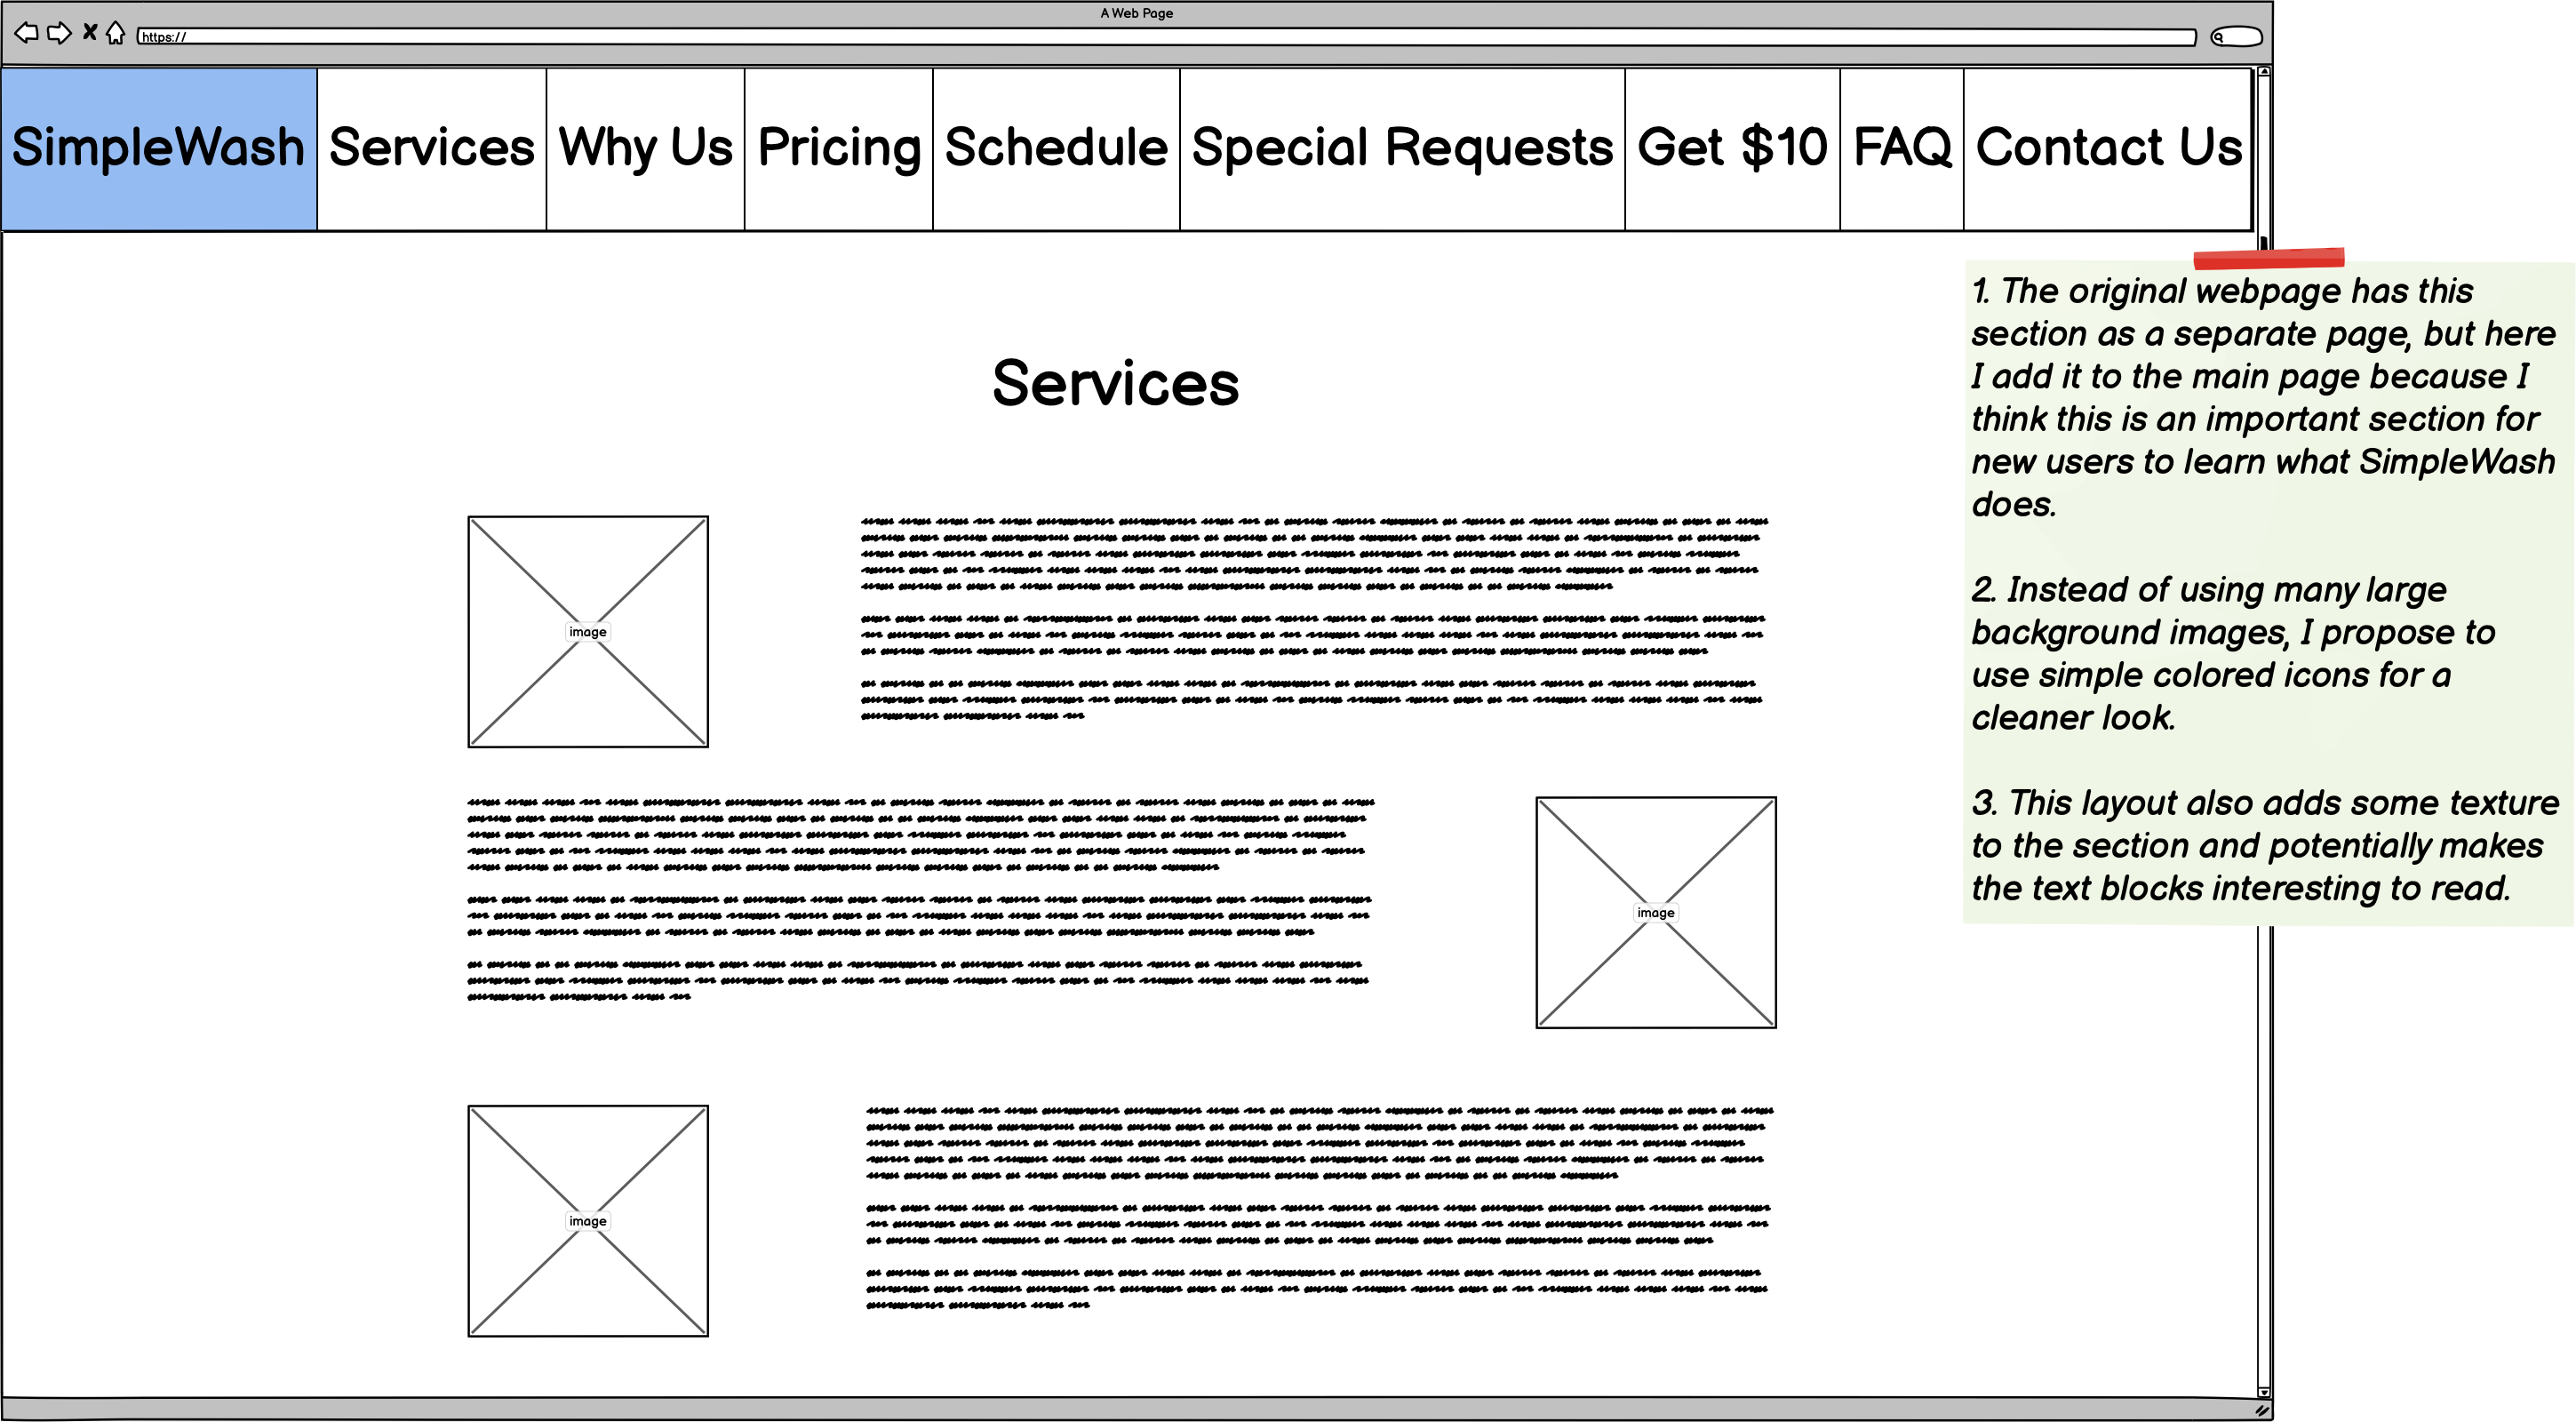 A Web Page
https://
SimpleWash Services Why Us Pricing Schedule Special Requests Get $10 FAQ Contact Us
Services
image
image
image
1. The original webpage has this
section as a separate page, but here
I add it to the main page because I
think this is an important section for
new users to learn what SimpleWash
does.
2. Instead of using many large
background images, I propose to
use simple colored icons for a
cleaner look.
3. This layout also adds some texture
to the section and potentially makes
the text blocks interesting to read.